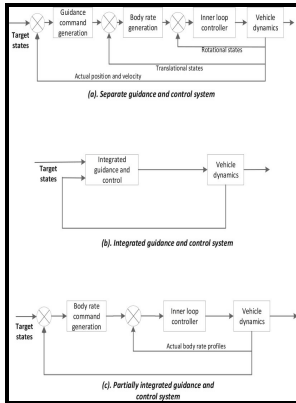 Guidance
command
generation
Body rate
generation
Inner loop
controller
Vehicle
dynamics
Target
states
Rotational states
Translational states
Actual position and velocity
(a). Separate guidance and control system
Target
states
Integrated
guidance and
control
Vehicle
dynamics
(b). Integrated guidance and control system
Target
states
Body rate
command
generation
Inner loop
controller
Vehicle
dynamics
Actual body rate profiles
(c). Partially integrated guidance and
control system